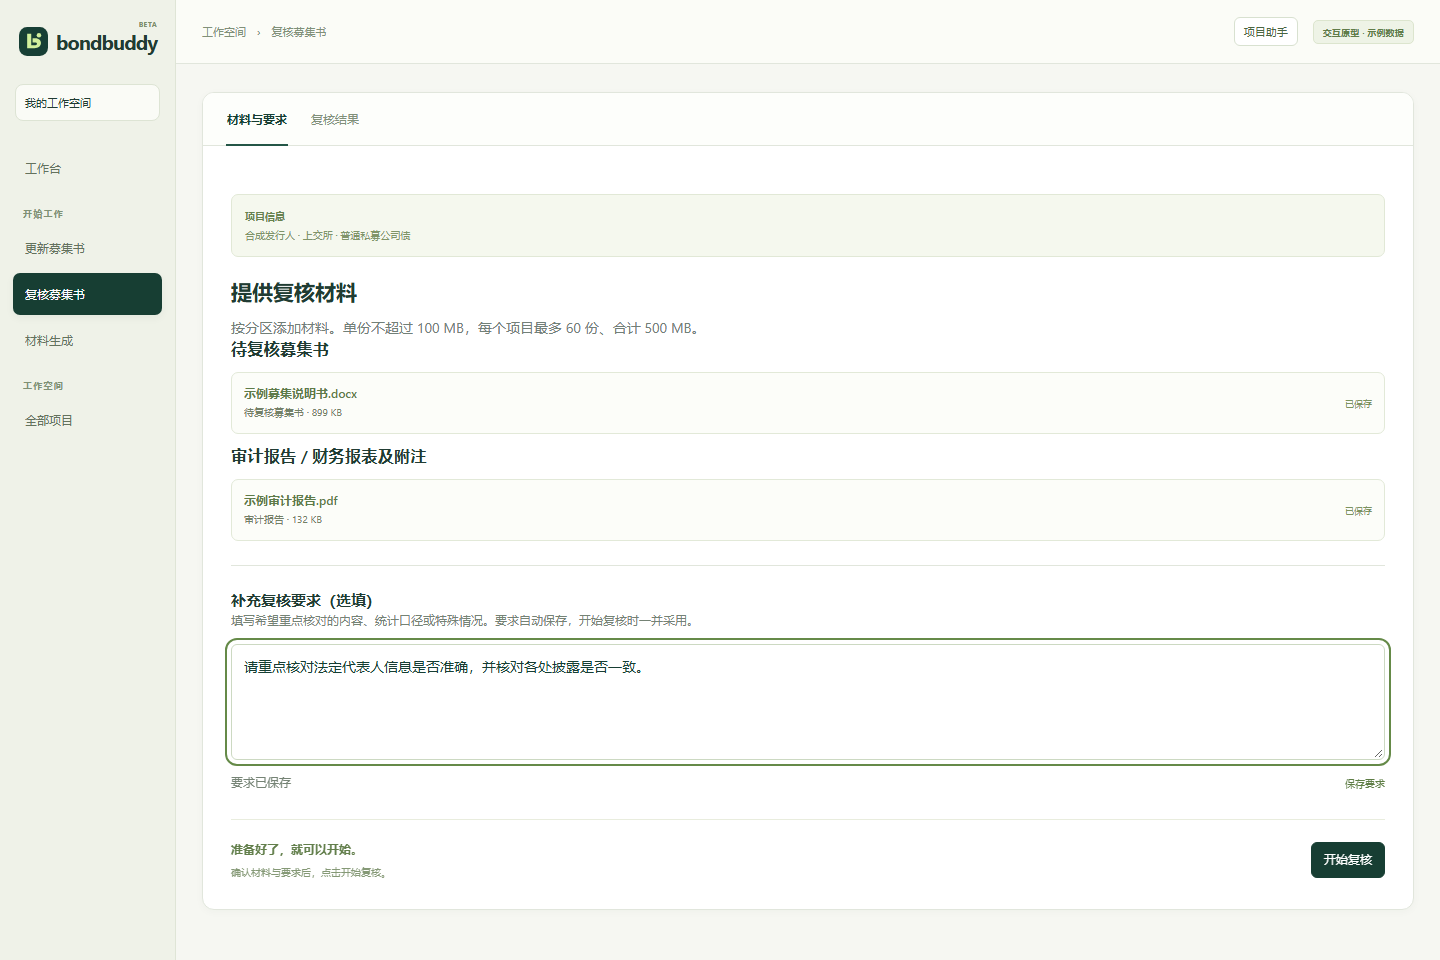 BETA
bondbuddy
我的工作空间
工作台
开始工作
更新募集书
复核募集书
材料生成
工作空间
全部项目
工作空间 › 复核募集书
项目助手
交互原型 · 示例数据
材料与要求
复核结果
项目信息
合成发行人 · 上交所 · 普通私募公司债
提供复核材料
按分区添加材料。单份不超过 100 MB，每个项目最多 60 份、合计 500 MB。
待复核募集书
示例募集说明书.docx
待复核募集书 · 899 KB
已保存
审计报告 / 财务报表及附注
示例审计报告.pdf
审计报告 · 132 KB
已保存
补充复核要求（选填）
填写希望重点核对的内容、统计口径或特殊情况。要求自动保存，开始复核时一并采用。
请重点核对法定代表人信息是否准确，并核对各处披露是否一致。
要求已保存
保存要求
准备好了，就可以开始。
确认材料与要求后，点击开始复核。
开始复核